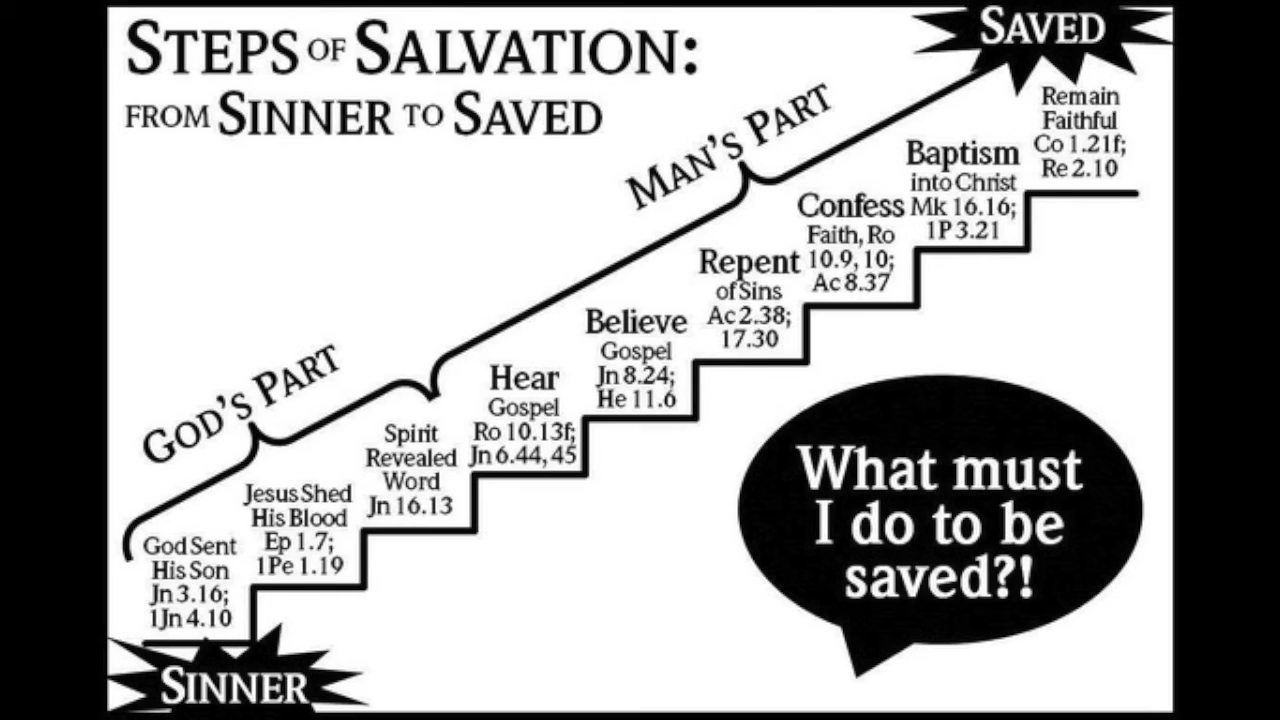 STEPS OF SALVATION:
FROM SINNER TO SAVED
SAVED
MAN'S PART
GOD'S PART
God Sent
His Son
Jn 3.16;
1Jn 4.10
Jesus Shed
His Blood
Ep 1.7;
1Pe 1.19
Spirit
Revealed
Word
Jn 16.13
Hear
Gospel
Ro 10.13f;
Jn 6.44, 45
Believe
Gospel
Jn 8.24;
He 11.6
Repent
of Sins
Ac 2.38;
17.30
Confess
Faith, Ro
10.9, 10;
Ac 8.37
Baptism
into Christ
Mk 16.16;
1P 3.21
Remain
Faithful
Co 1.21f;
Re 2.10
What must
I do to be
saved?!
SINNER